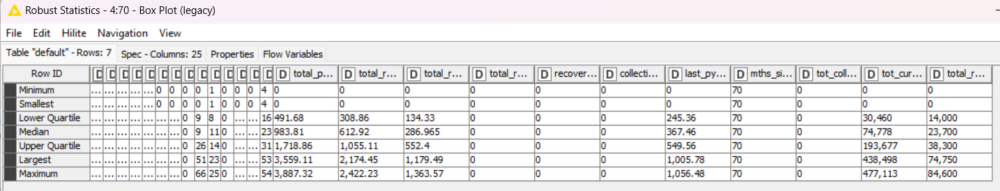 Robust Statistics - 4:70 - Box Plot (legacy)
File Edit Hilite Navigation View
Table "default" - Rows: 7 Spec - Columns: 25 Properties Flow Variables
Row ID D D D D D D D D D D D D D D D total_p... D total_r... D total_r... D total_r... D recover... D collecti... D last_py... D mths_si... D tot_coll... D tot_cur... D total_r...
Minimum ... ... ... ... ... 0 0 0 0 1 0 0 0 4 0 0 0 0 0 0 0 70 0 0 0
Smallest ... ... ... ... ... 0 0 0 0 1 0 0 0 4 0 0 0 0 0 0 0 70 0 0 0
Lower Quartile ... ... ... ... ... ... ... 0 9 8 0 ... ... 16 491.68 308.86 134.33 0 0 0 245.36 70 0 30,460 14,000
Median ... ... ... ... ... ... ... 0 9 11 0 ... ... 23 983.81 612.92 286.965 0 0 0 367.46 70 0 74,778 23,700
Upper Quartile ... ... ... ... ... ... ... 0 26 14 0 ... ... 31 1,718.86 1,055.11 552.4 0 0 0 549.56 70 0 193,677 38,300
Largest ... ... ... ... ... ... ... 0 51 23 0 ... ... 53 3,559.11 2,174.45 1,179.49 0 0 0 1,005.78 70 0 438,498 74,750
Maximum ... ... ... ... ... ... ... 0 66 25 0 ... ... 54 3,887.32 2,422.23 1,363.57 0 0 0 1,056.48 70 0 477,113 84,600